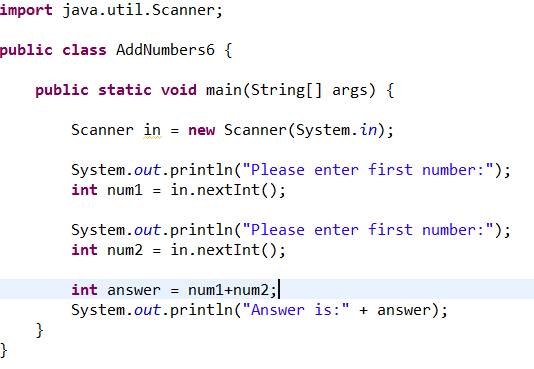 import java.util.Scanner;
public class AddNumbers6 {
public static void main(String[] args) {
Scanner in = new Scanner(System.in);
System.out.println("Please enter first number:");
int num1 = in.nextInt();
System.out.println("Please enter first number:");
int num2 = in.nextInt();
int answer = num1+num2;
System.out.println("Answer is:" + answer);
}
}